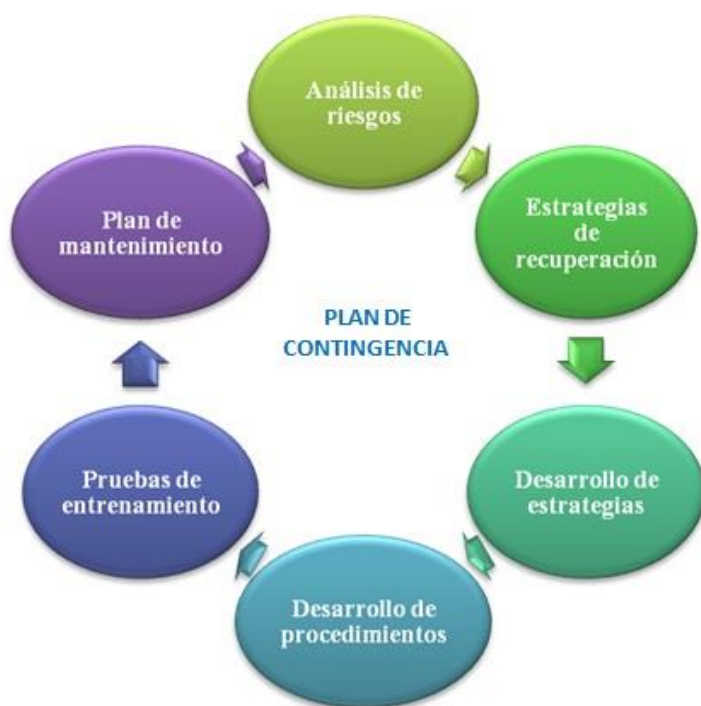 Análisis de
riesgos
Estrategias
de
recuperación
Desarrollo de
estrategias
Desarrollo de
procedimientos
Pruebas de
entrenamiento
Plan de
mantenimiento
PLAN DE
CONTINGENCIA